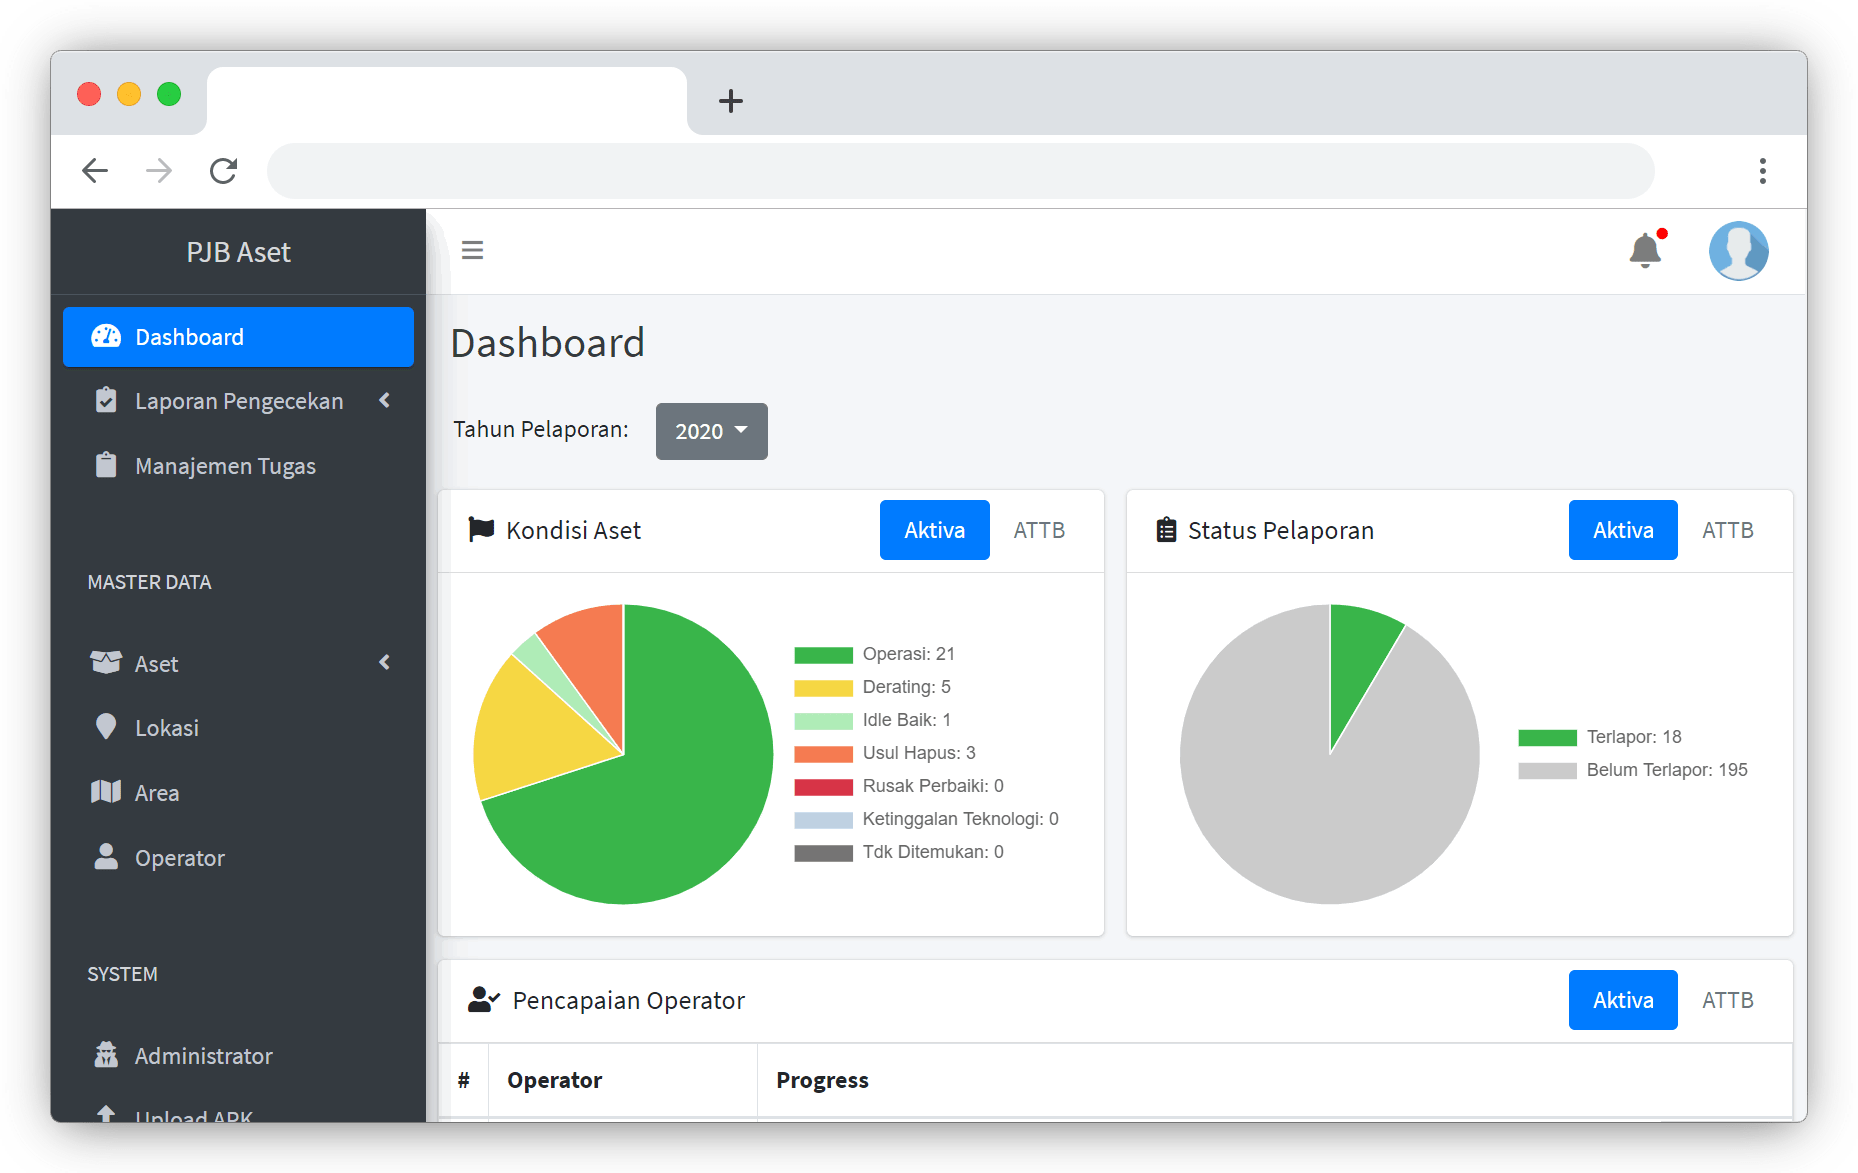 PJB Aset
Dashboard
Laporan Pengecekan
Manajemen Tugas
MASTER DATA
Aset
Lokasi
Area
Operator
SYSTEM
Administrator
Upload APK
Dashboard
Tahun Pelaporan: 2020
Kondisi Aset Aktiva ATTB
Operasi: 21
Derating: 5
Idle Baik: 1
Usul Hapus: 3
Rusak Perbaiki: 0
Ketinggalan Teknologi: 0
Tdk Ditemukan: 0
Status Pelaporan Aktiva ATTB
Terlapor: 18
Belum Terlapor: 195
Pencapaian Operator Aktiva ATTB
# Operator Progress